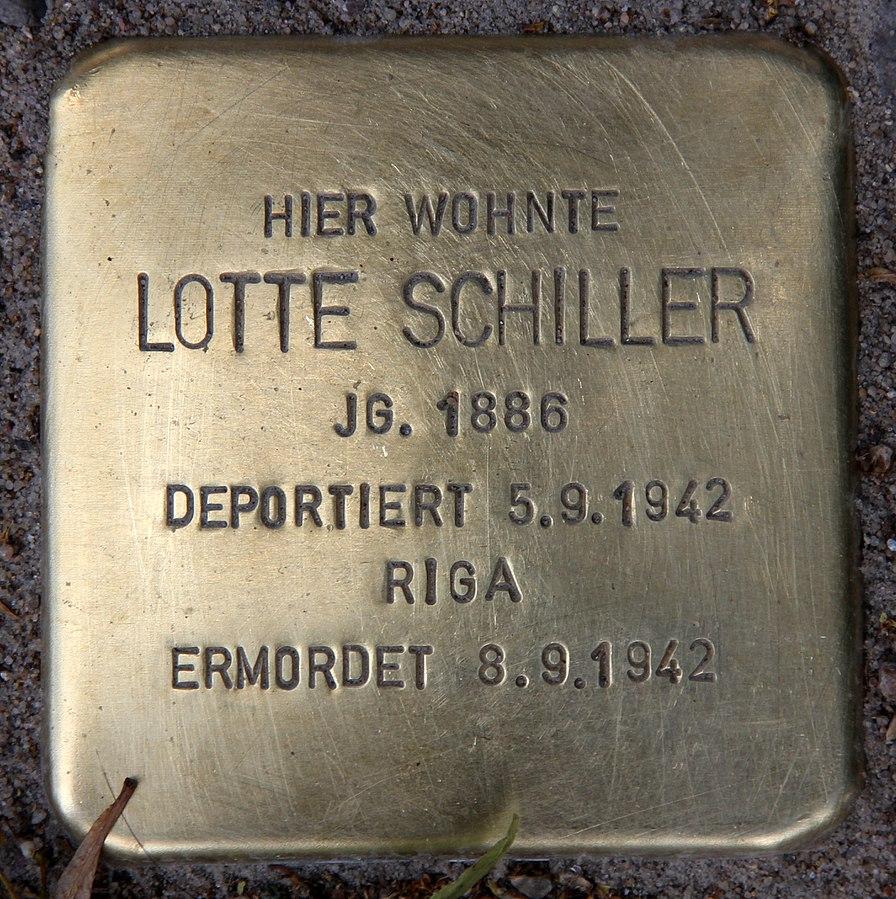 HIER WOHNTE
LOTTE SCHILLER
JG. 1886
DEPORTIERT 5.9.1942
RIGA
ERMORDET 8.9.1942